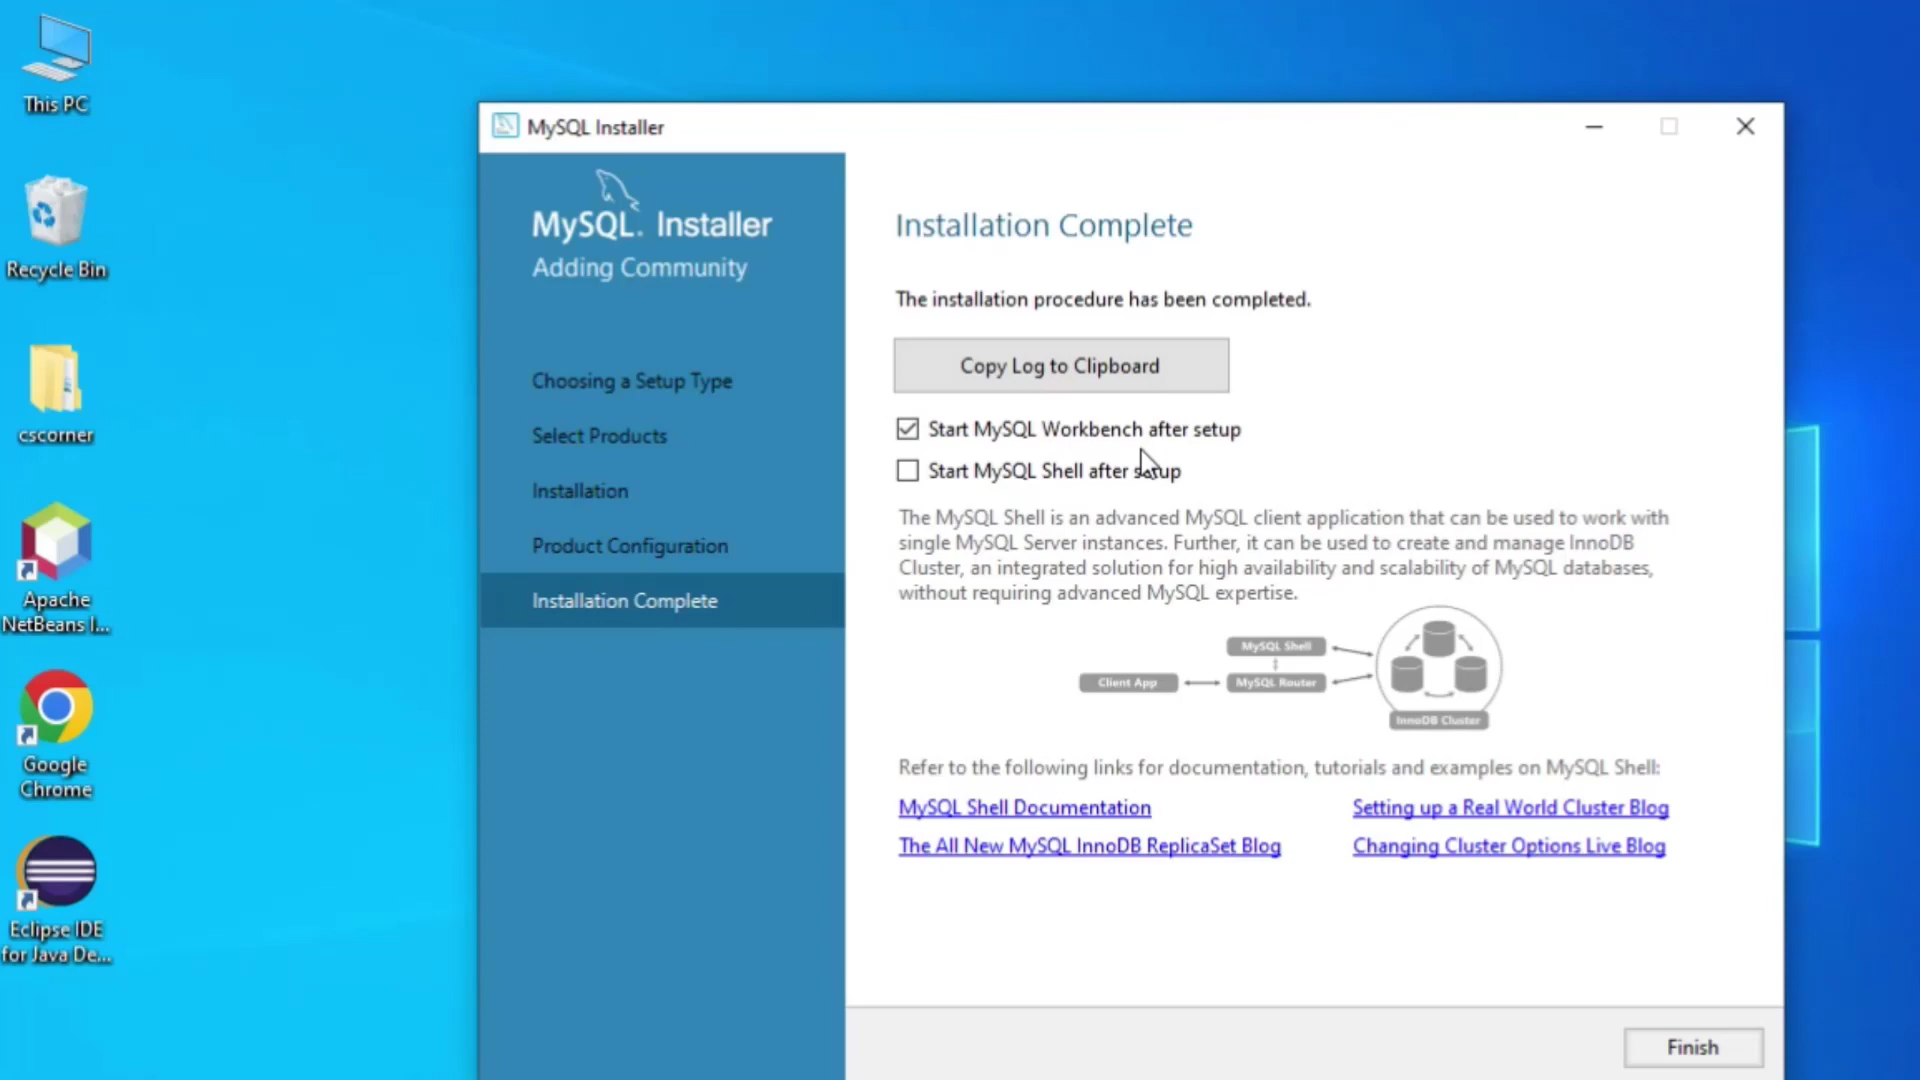 This PC
Recycle Bin
cscorner
Apache
NetBeans I...
Google
Chrome
Eclipse IDE
for Java De...
MySQL Installer
MySQL. Installer
Adding Community
Choosing a Setup Type
Select Products
Installation
Product Configuration
Installation Complete
Installation Complete
The installation procedure has been completed.
Copy Log to Clipboard
Start MySQL Workbench after setup
Start MySQL Shell after setup
The MySQL Shell is an advanced MySQL client application that can be used to work with
single MySQL Server instances. Further, it can be used to create and manage InnoDB
Cluster, an integrated solution for high availability and scalability of MySQL databases,
without requiring advanced MySQL expertise.
MySQL Shell
Client App
MySQL Router
InnoDB Cluster
Refer to the following links for documentation, tutorials and examples on MySQL Shell:
MySQL Shell Documentation
Setting up a Real World Cluster Blog
The All New MySQL InnoDB ReplicaSet Blog
Changing Cluster Options Live Blog
Finish